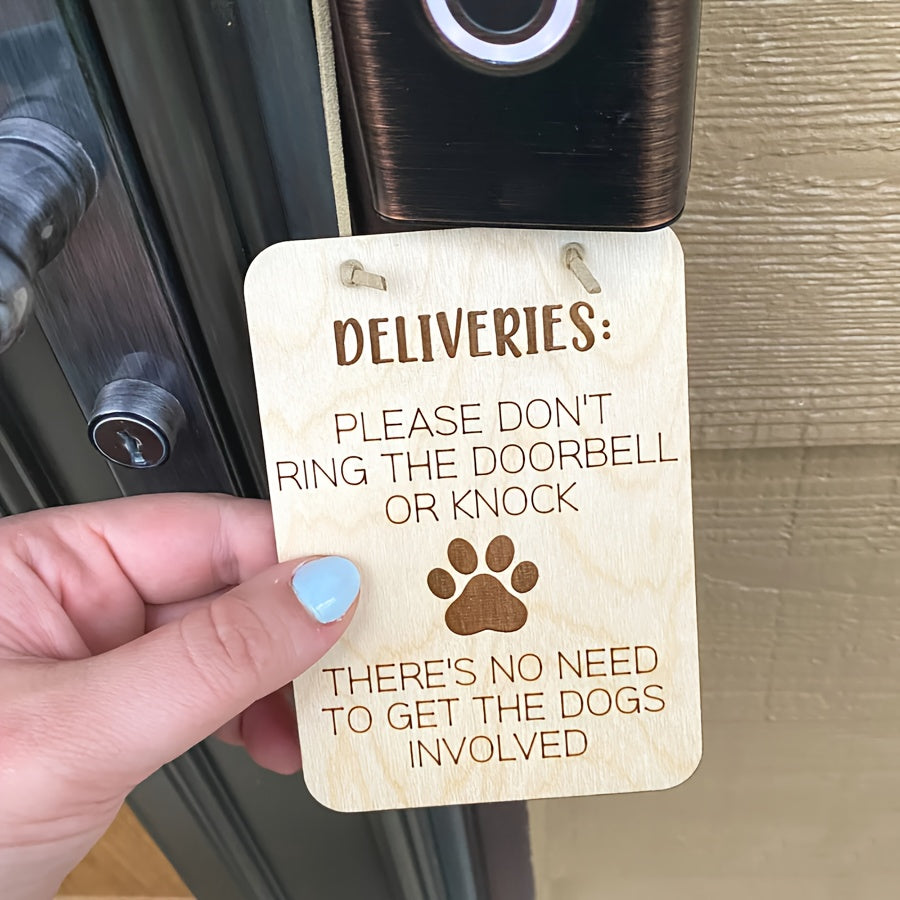 DELIVERIES:
PLEASE DON'T
RING THE DOORBELL
OR KNOCK
THERE'S NO NEED
TO GET THE DOGS
INVOLVED